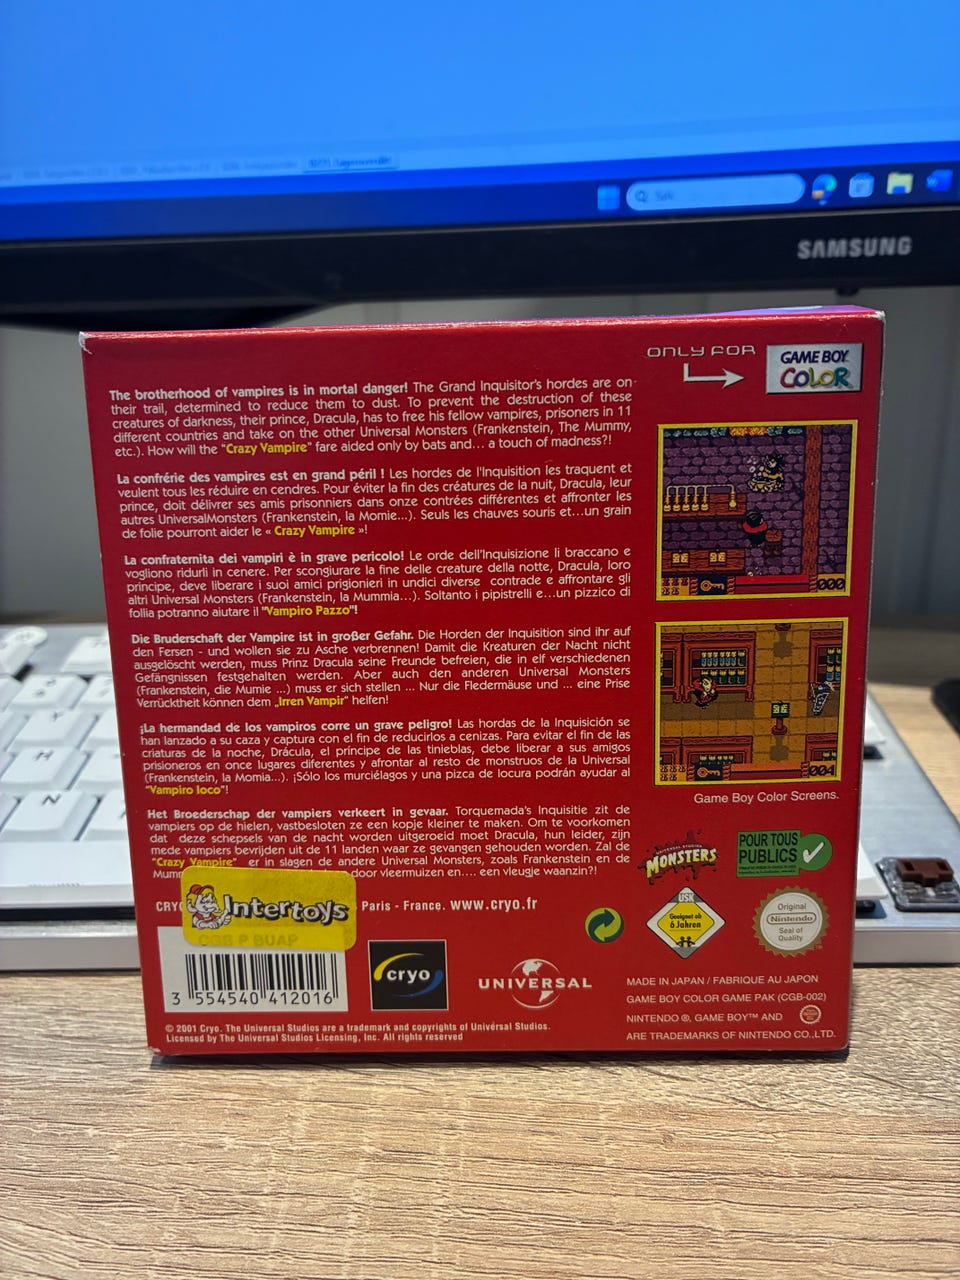 Søk
SAMSUNG
ONLY FOR
GAME BOY
COLOR
The brotherhood of vampires is in mortal danger! The Grand Inquisitor's hordes are on
their trail, determined to reduce them to dust. To prevent the destruction of these
creatures of darkness, their prince, Dracula, has to free his fellow vampires, prisoners in 11
different countries and take on the other Universal Monsters (Frankenstein, The Mummy,
etc.). How will the "Crazy Vampire" fare aided only by bats and... a touch of madness?!
La confrérie des vampires est en grand péril ! Les hordes de l'Inquisition les traquent et
veulent tous les réduire en cendres. Pour éviter la fin des créatures de la nuit, Dracula, leur
prince, doit délivrer ses amis prisonniers dans onze contrées différentes et affronter les
autres UniversalMonsters (Frankenstein, la Momie...). Seuls les chauves souris et...un grain
de folie pourront aider le « Crazy Vampire »!
La confraternita dei vampiri è in grave pericolo! Le orde dell'Inquisizione li braccano e
vogliono ridurli in cenere. Per scongiurare la fine delle creature della notte, Dracula, loro
principe, deve liberare i suoi amici prigionieri in undici diverse contrade e affrontare gli
altri Universal Monsters (Frankenstein, la Mummia...). Soltanto i pipistrelli e...un pizzico di
follia potranno aiutare il "Vampiro Pazzo"!
Die Bruderschaft der Vampire ist in großer Gefahr. Die Horden der Inquisition sind ihr auf
den Fersen - und wollen sie zu Asche verbrennen! Damit die Kreaturen der Nacht nicht
ausgelöscht werden, muss Prinz Dracula seine Freunde befreien, die in elf verschiedenen
Gefängnissen festgehalten werden. Aber auch den anderen Universal Monsters
(Frankenstein, die Mumie ...) muss er sich stellen ... Nur die Fledermäuse und ... eine Prise
Verrücktheit können dem „Irren Vampir" helfen!
¡La hermandad de los vampiros corre un grave peligro! Las hordas de la Inquisición se
han lanzado a su caza y captura con el fin de reducirlos a cenizas. Para evitar el fin de las
criaturas de la noche, Drácula, el príncipe de las tinieblas, debe liberar a sus amigos
prisioneros en once lugares diferentes y afrontar al resto de monstruos de la Universal
(Frankenstein, la Momia...). ¡Sólo los murciélagos y una pizca de locura podrán ayudar al
"Vampiro loco"!
Het Broederschap der vampiers verkeert in gevaar. Torquemada's Inquisitie zit de
vampiers op de hielen, vastbesloten ze een kopje kleiner te maken. Om te voorkomen
dat deze schepsels van de nacht worden uitgeroeid moet Dracula, hun leider, zijn
mede vampiers bevrijden uit de 11 landen waar ze gevangen gehouden worden. Zal de
"Crazy Vampire" er in slagen de andere Universal Monsters, zoals Frankenstein en de
Mumm door vleermuizen en.... een vleugje waanzin?!
000
004
Game Boy Color Screens.
UNIVERSAL STUDIOS
MONSTERS
POUR TOUS
PUBLICS
CRYO Paris - France. www.cryo.fr
Intertoys
CGB P BUAP
3 554540 412016
cryo
UNIVERSAL
USK
Geeignet ab
6 Jahren
Original
Nintendo
Seal of
Quality
MADE IN JAPAN / FABRIQUE AU JAPON
GAME BOY COLOR GAME PAK (CGB-002)
NINTENDO ®, GAME BOY™ AND
ARE TRADEMARKS OF NINTENDO CO.,LTD.
© 2001 Cryo. The Universal Studios are a trademark and copyrights of Universal Studios.
Licensed by The Universal Studios Licensing, Inc. All rights reserved